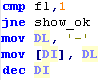 cmp fl,1
jne show_ok
mov DL, '-'
mov [DI], DL
dec DI